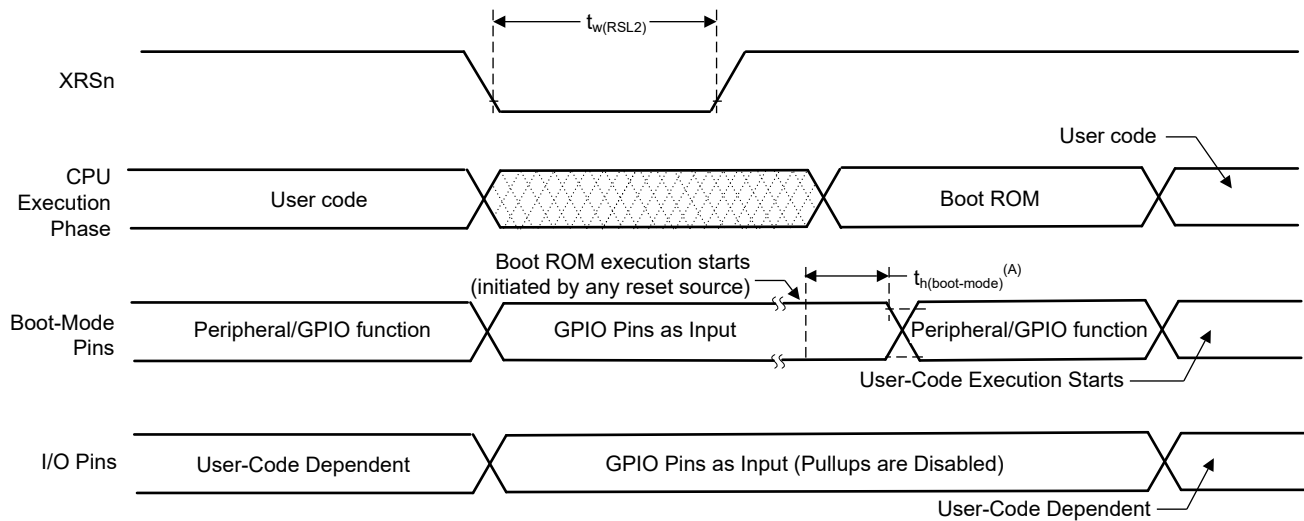 tw(RSL2)
XRSn
User code
CPU
Execution
Phase
User code
Boot ROM
Boot ROM execution starts
(initiated by any reset source)
th(boot-mode)(A)
Boot-Mode
Pins
Peripheral/GPIO function
GPIO Pins as Input
Peripheral/GPIO function
User-Code Execution Starts
I/O Pins
User-Code Dependent
GPIO Pins as Input (Pullups are Disabled)
User-Code Dependent